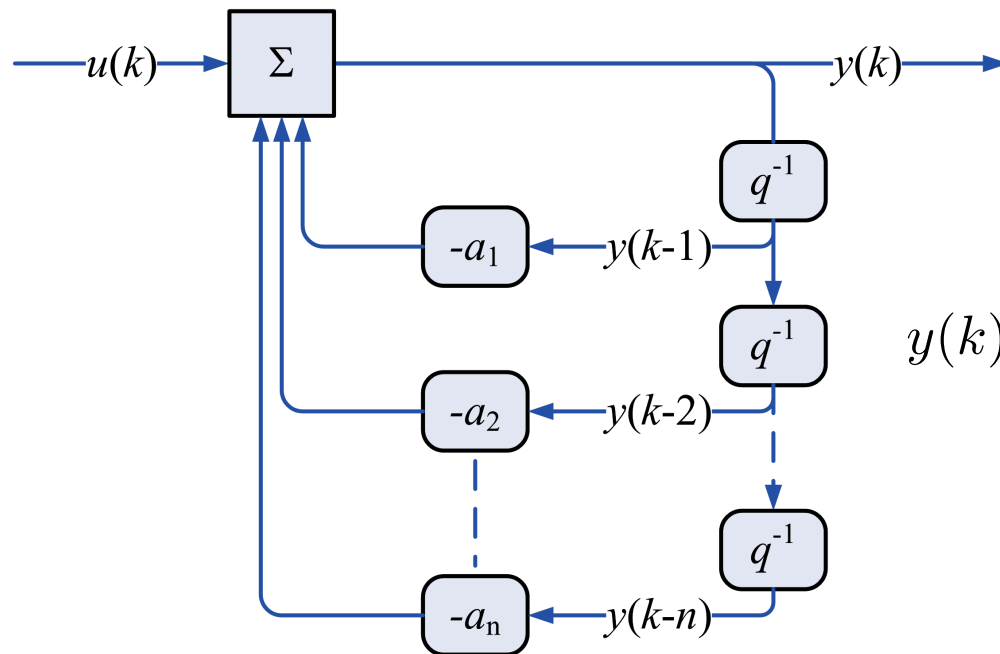 u(k) Σ y(k)
q⁻¹
-a₁ y(k-1)
q⁻¹
y(k)
-a₂ y(k-2)
q⁻¹
-aₙ y(k-n)